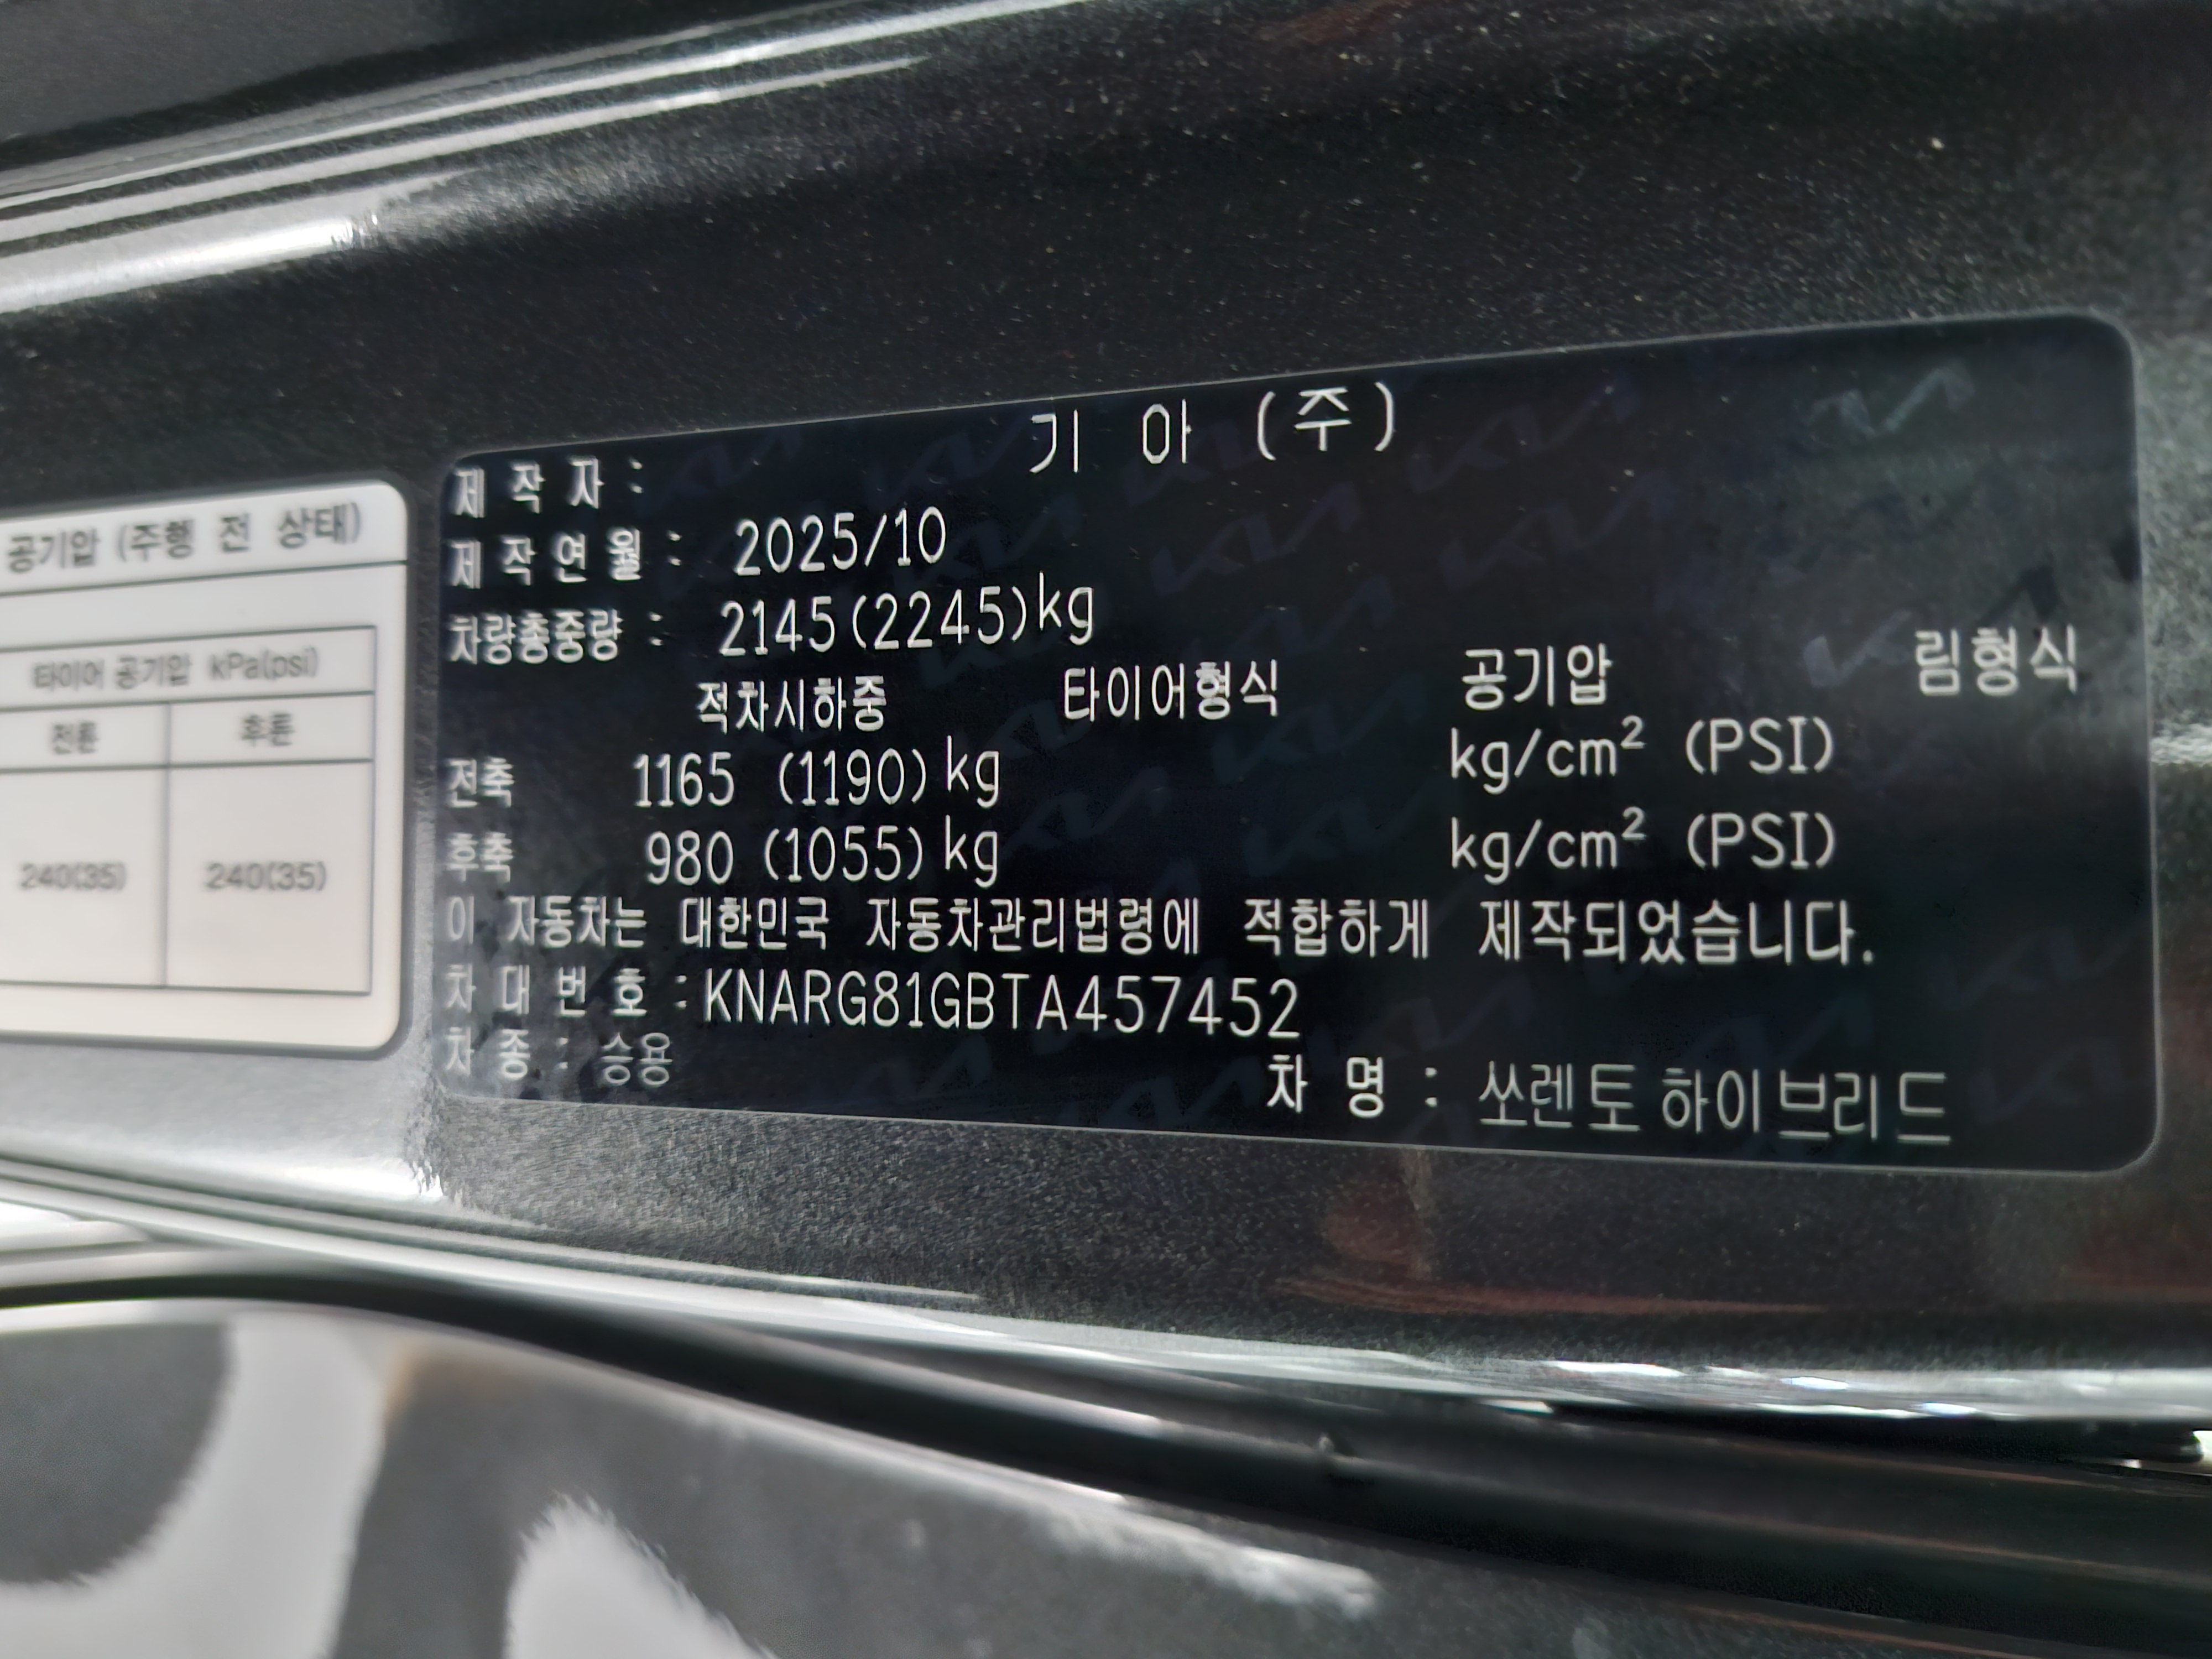 공기압 (주행 전 상태)
타이어 공기압 kPa(psi)
전륜 후륜
240(35) 240(35)
제작자 : 기아 (주)
제작연월 : 2025/10
차량총중량 : 2145(2245)kg
적차시하중 타이어형식 공기압 림형식
전축 1165 (1190)kg kg/cm² (PSI)
후축 980 (1055)kg kg/cm² (PSI)
이 자동차는 대한민국 자동차관리법령에 적합하게 제작되었습니다.
차대번호 : KNARG81GBTA457452
차종 : 승용 차명 : 쏘렌토 하이브리드